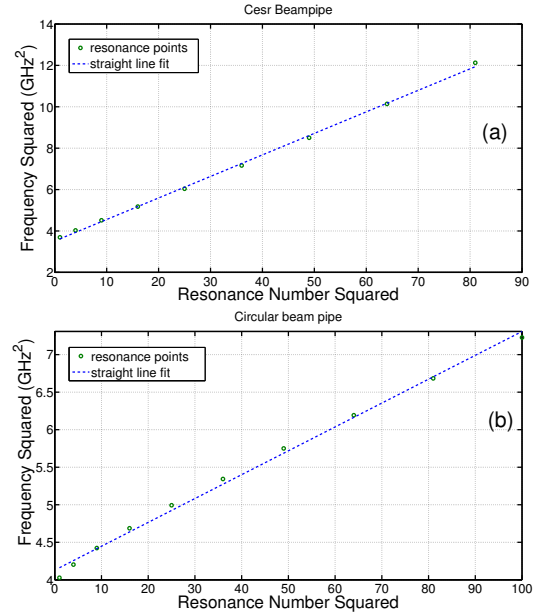 Cesr Beampipe
14
12
10
8
6
4
2
Frequency Squared (GHz²)
resonance points
straight line fit
(a)
0 10 20 30 40 50 60 70 80 90
Resonance Number Squared
Circular beam pipe
7
6.5
6
5.5
5
4.5
4
Frequency Squared (GHz²)
resonance points
straight line fit
(b)
0 10 20 30 40 50 60 70 80 90 100
Resonance Number Squared